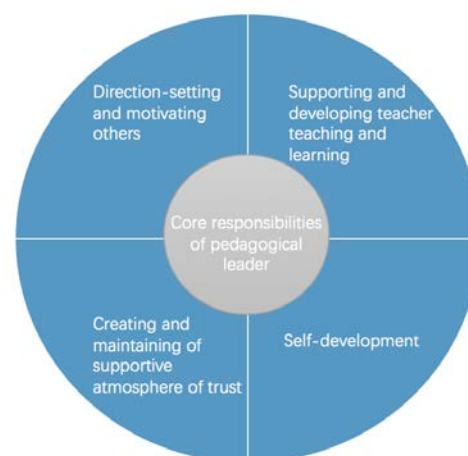 Direction-setting
and motivating
others
Supporting and
developing teacher
teaching and
learning
Core responsibilities
of pedagogical
leader
Creating and
maintaining of
supportive
atmosphere of trust
Self-development